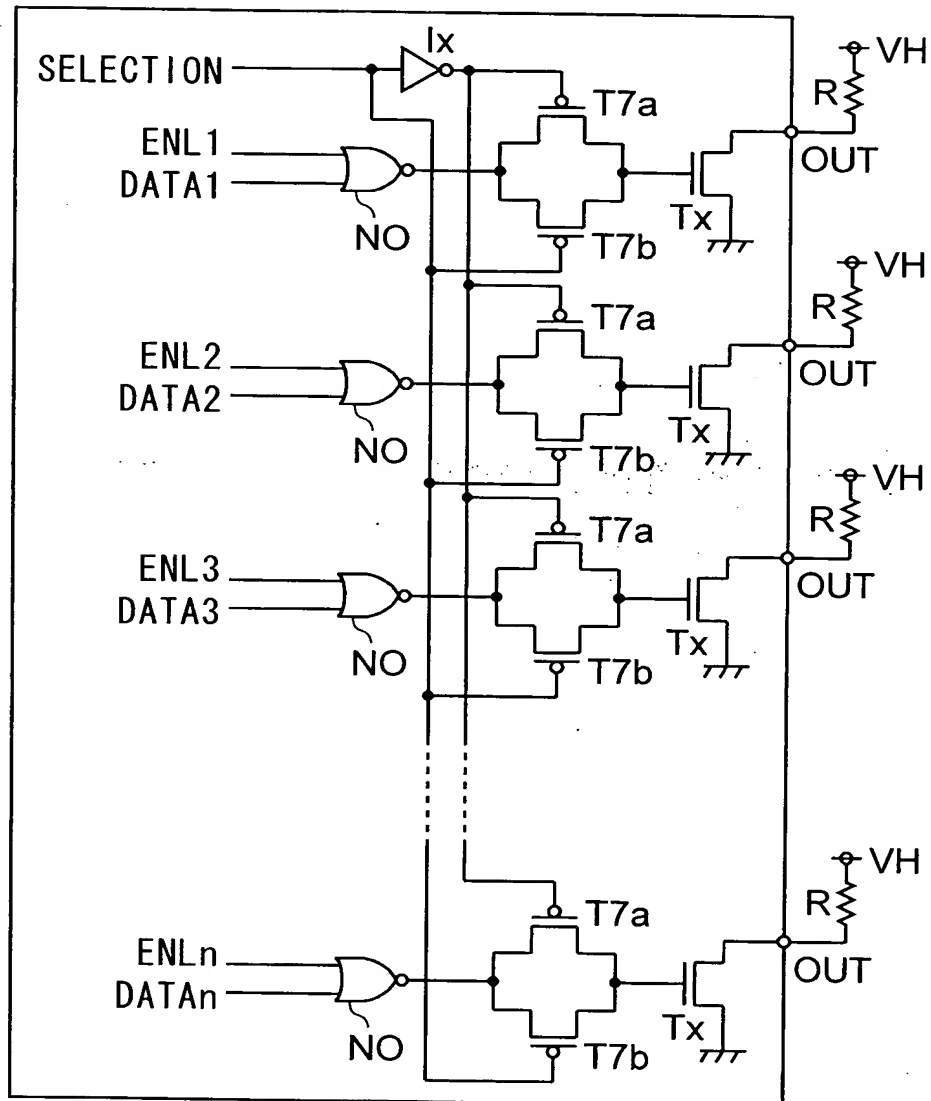 Ix
VH
SELECTION
T7a
R
ENL1
OUT
DATA1
Tx
NO
T7b
VH
T7a
R
ENL2
OUT
DATA2
Tx
NO
T7b
VH
T7a
R
ENL3
OUT
DATA3
Tx
NO
T7b
VH
T7a
R
ENLn
OUT
DATAn
Tx
NO
T7b